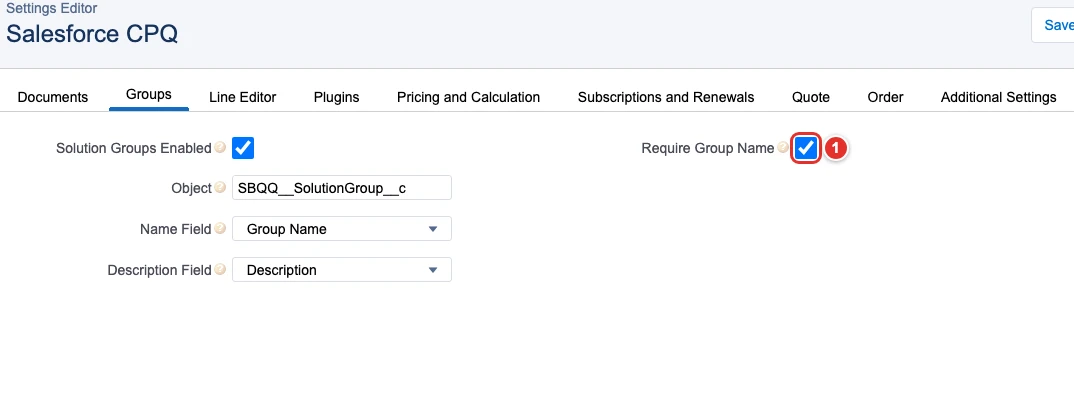 Settings Editor
Salesforce CPQ
Save
Documents Groups Line Editor Plugins Pricing and Calculation Subscriptions and Renewals Quote Order Additional Settings
Solution Groups Enabled
Require Group Name 1
Object SBQQ__SolutionGroup__c
Name Field Group Name
Description Field Description